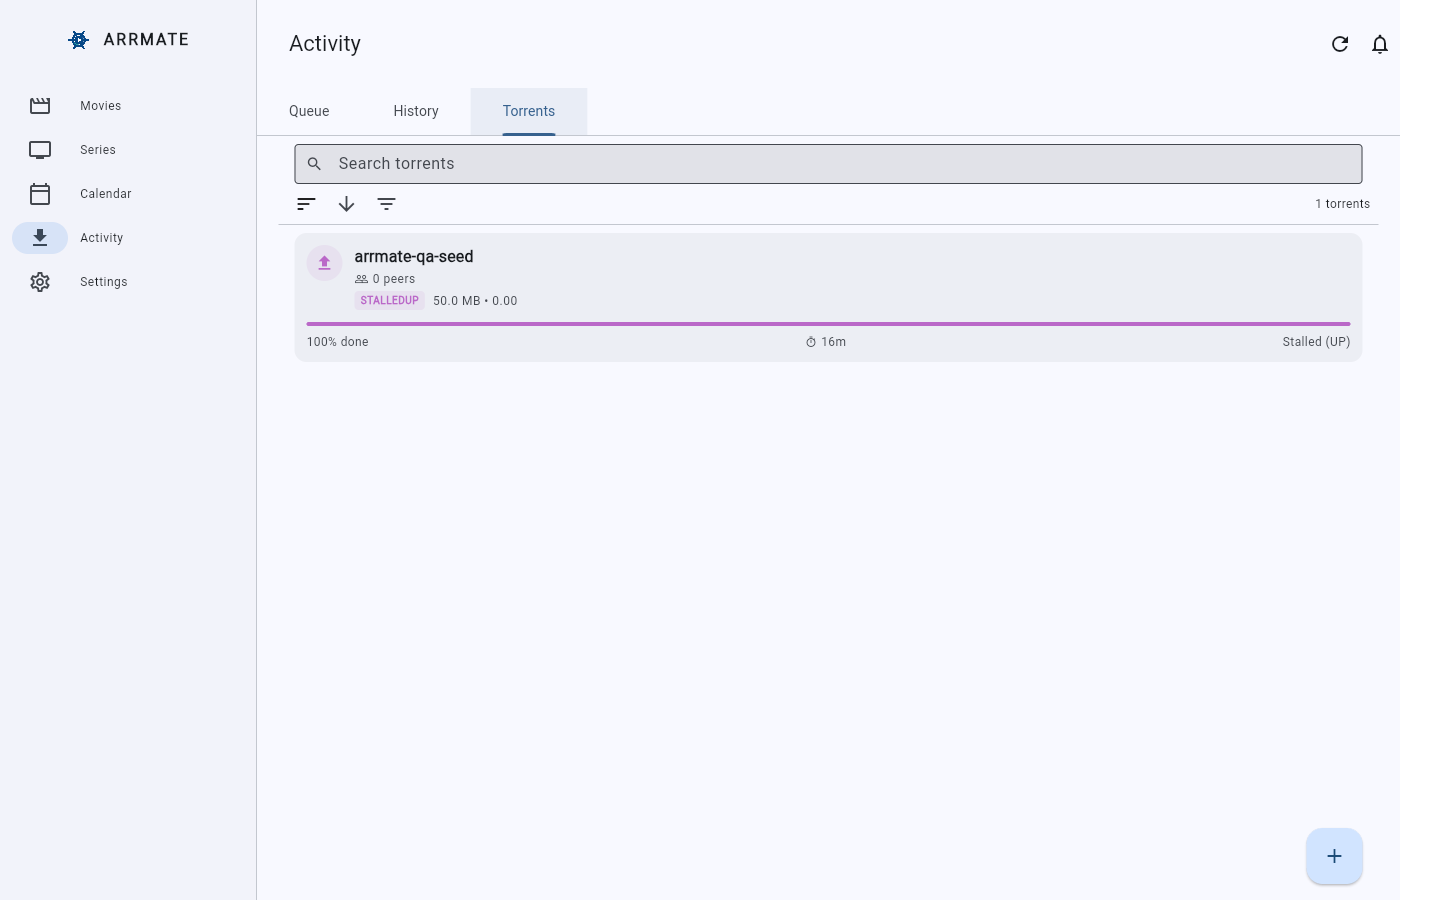 ARRMATE
Movies
Series
Calendar
Activity
Settings
Activity
Queue
History
Torrents
Search torrents
1 torrents
arrmate-qa-seed
0 peers
STALLEDUP 50.0 MB • 0.00
100% done
16m
Stalled (UP)